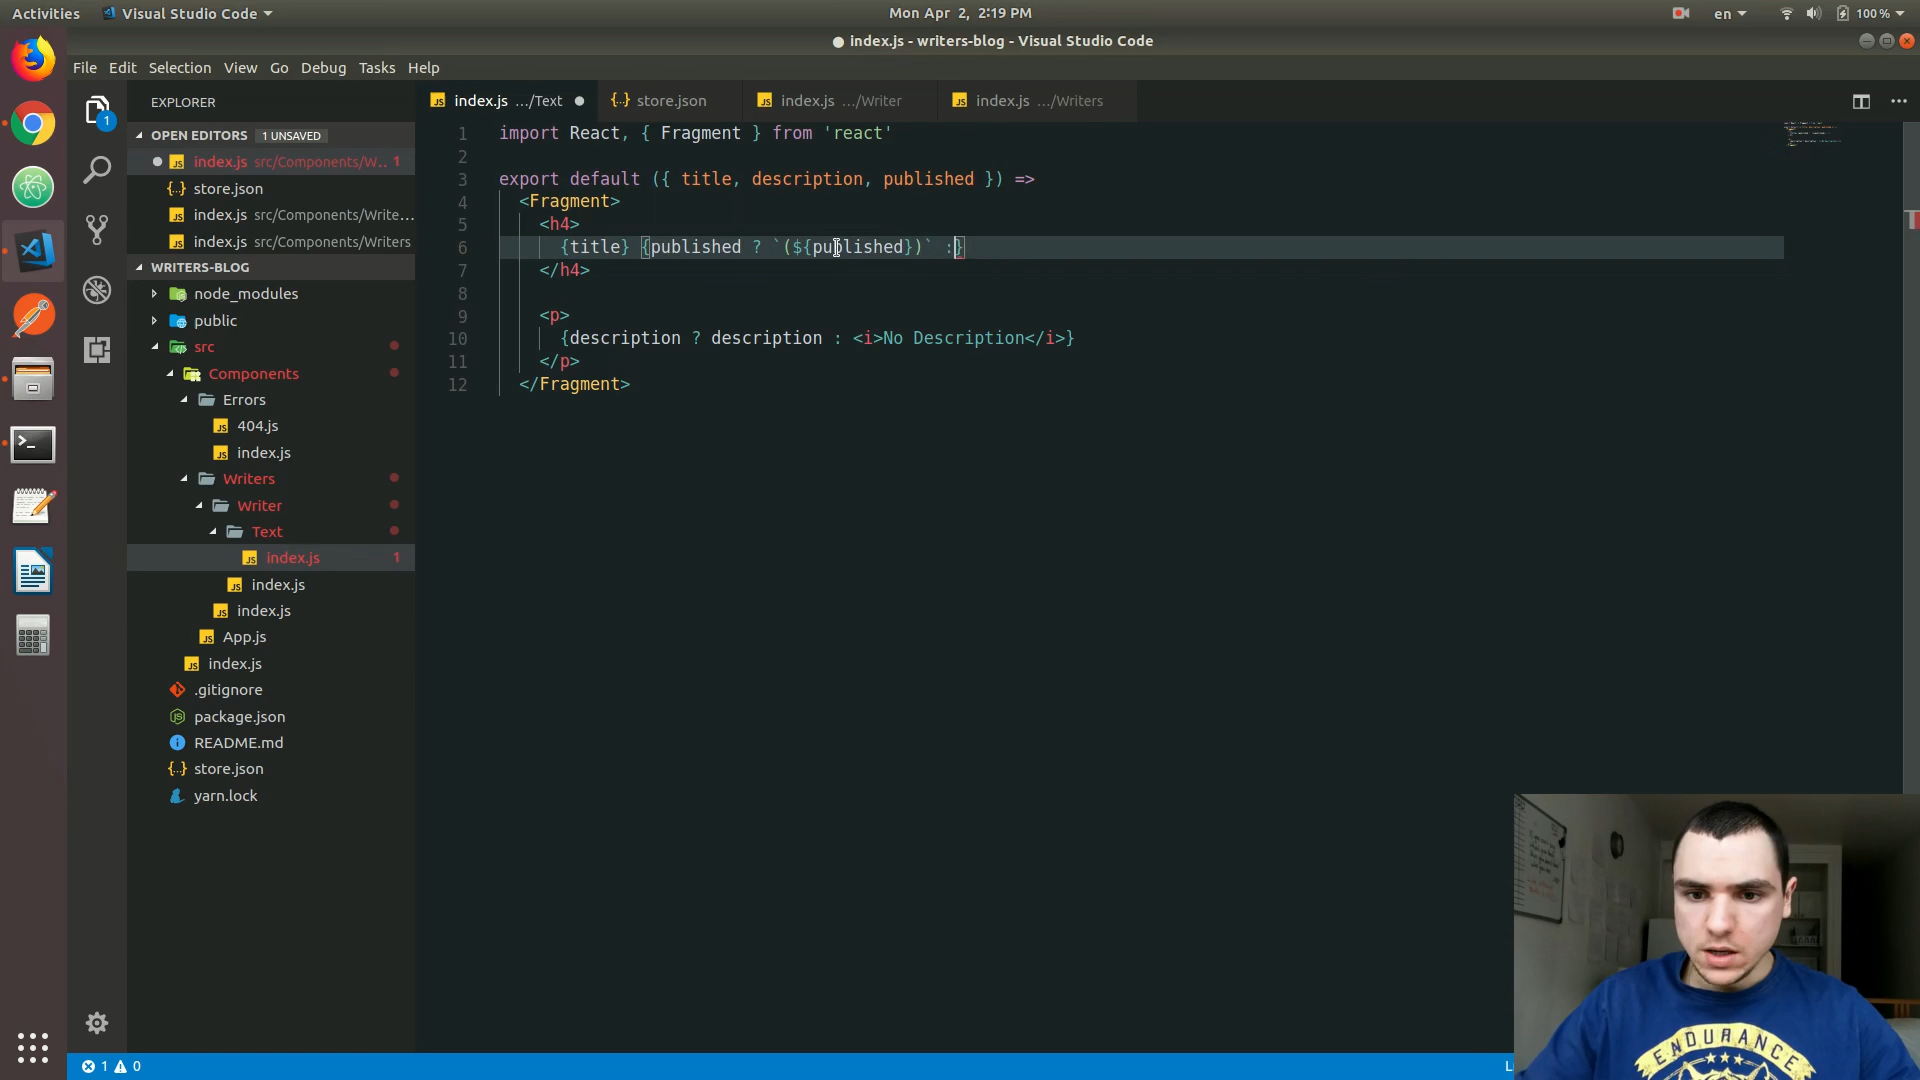 Activities
Visual Studio Code
Mon Apr 2, 2:19 PM
en
100 %
● index.js - writers-blog - Visual Studio Code
File Edit Selection View Go Debug Tasks Help
EXPLORER
OPEN EDITORS 1 UNSAVED
index.js src/Components/W... 1
store.json
index.js src/Components/Write...
index.js src/Components/Writers
WRITERS-BLOG
node_modules
public
src
Components
Errors
404.js
index.js
Writers
Writer
Text
index.js 1
index.js
index.js
App.js
index.js
.gitignore
package.json
README.md
store.json
yarn.lock
index.js .../Text
store.json
index.js .../Writer
index.js .../Writers
1 import React, { Fragment } from 'react'
2
3 export default ({ title, description, published }) =>
4 <Fragment>
5 <h4>
6 {title} {published ? `(${published})` :}
7 </h4>
8
9 <p>
10 {description ? description : <i>No Description</i>}
11 </p>
12 </Fragment>
1 0
ENDURANCE